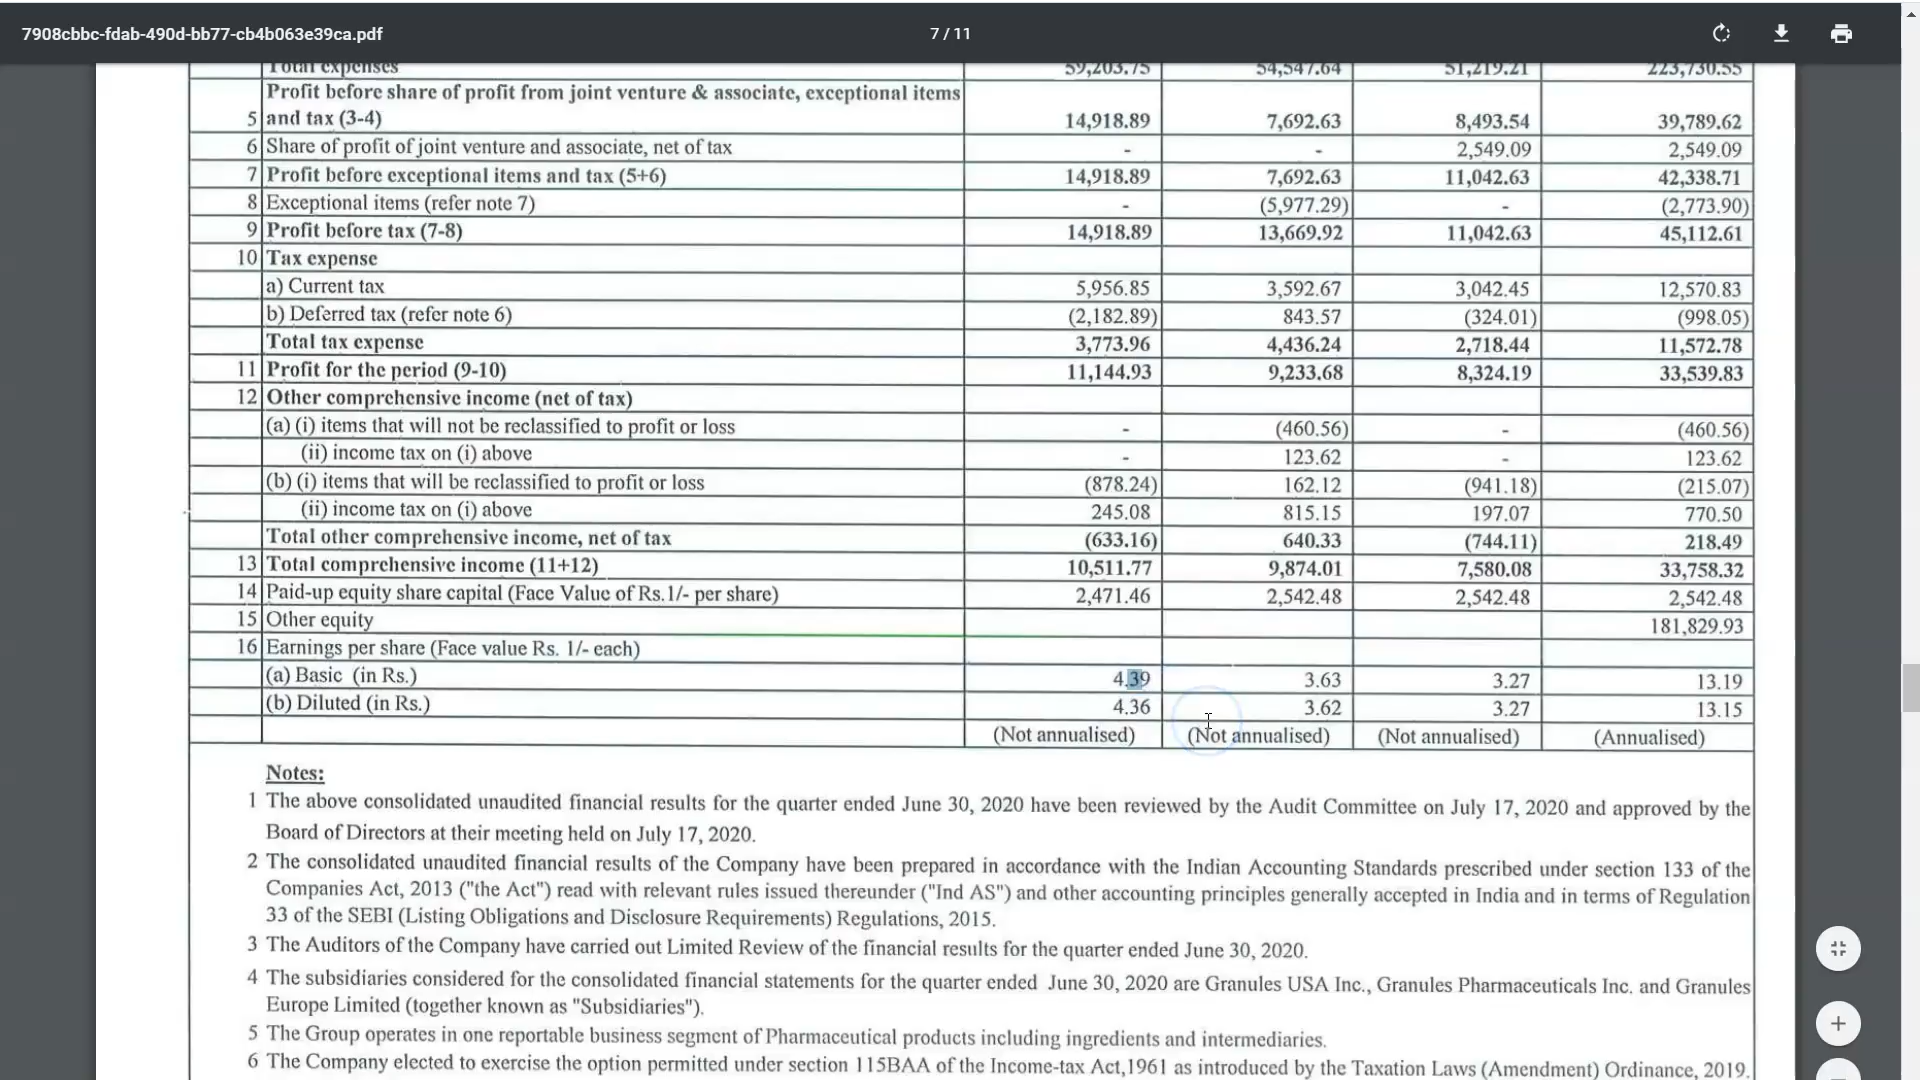 7908cbbc-fdab-490d-bb77-cb4b063e39ca.pdf 7 / 11
Total expenses 59,203.75 54,547.64 51,219.21 223,730.55
Profit before share of profit from joint venture & associate, exceptional items
5 and tax (3-4) 14,918.89 7,692.63 8,493.54 39,789.62
6 Share of profit of joint venture and associate, net of tax - - 2,549.09 2,549.09
7 Profit before exceptional items and tax (5+6) 14,918.89 7,692.63 11,042.63 42,338.71
8 Exceptional items (refer note 7) - (5,977.29) - (2,773.90)
9 Profit before tax (7-8) 14,918.89 13,669.92 11,042.63 45,112.61
10 Tax expense
a) Current tax 5,956.85 3,592.67 3,042.45 12,570.83
b) Deferred tax (refer note 6) (2,182.89) 843.57 (324.01) (998.05)
Total tax expense 3,773.96 4,436.24 2,718.44 11,572.78
11 Profit for the period (9-10) 11,144.93 9,233.68 8,324.19 33,539.83
12 Other comprehensive income (net of tax)
(a) (i) items that will not be reclassified to profit or loss - (460.56) - (460.56)
(ii) income tax on (i) above - 123.62 - 123.62
(b) (i) items that will be reclassified to profit or loss (878.24) 162.12 (941.18) (215.07)
(ii) income tax on (i) above 245.08 815.15 197.07 770.50
Total other comprehensive income, net of tax (633.16) 640.33 (744.11) 218.49
13 Total comprehensive income (11+12) 10,511.77 9,874.01 7,580.08 33,758.32
14 Paid-up equity share capital (Face Value of Rs.1/- per share) 2,471.46 2,542.48 2,542.48 2,542.48
15 Other equity 181,829.93
16 Earnings per share (Face value Rs. 1/- each)
(a) Basic (in Rs.) 4.39 3.63 3.27 13.19
(b) Diluted (in Rs.) 4.36 3.62 3.27 13.15
(Not annualised) (Not annualised) (Not annualised) (Annualised)
Notes:
1 The above consolidated unaudited financial results for the quarter ended June 30, 2020 have been reviewed by the Audit Committee on July 17, 2020 and approved by the
Board of Directors at their meeting held on July 17, 2020.
2 The consolidated unaudited financial results of the Company have been prepared in accordance with the Indian Accounting Standards prescribed under section 133 of the
Companies Act, 2013 ("the Act") read with relevant rules issued thereunder ("Ind AS") and other accounting principles generally accepted in India and in terms of Regulation
33 of the SEBI (Listing Obligations and Disclosure Requirements) Regulations, 2015.
3 The Auditors of the Company have carried out Limited Review of the financial results for the quarter ended June 30, 2020.
4 The subsidiaries considered for the consolidated financial statements for the quarter ended June 30, 2020 are Granules USA Inc., Granules Pharmaceuticals Inc. and Granules
Europe Limited (together known as "Subsidiaries").
5 The Group operates in one reportable business segment of Pharmaceutical products including ingredients and intermediaries.
6 The Company elected to exercise the option permitted under section 115BAA of the Income-tax Act,1961 as introduced by the Taxation Laws (Amendment) Ordinance, 2019.